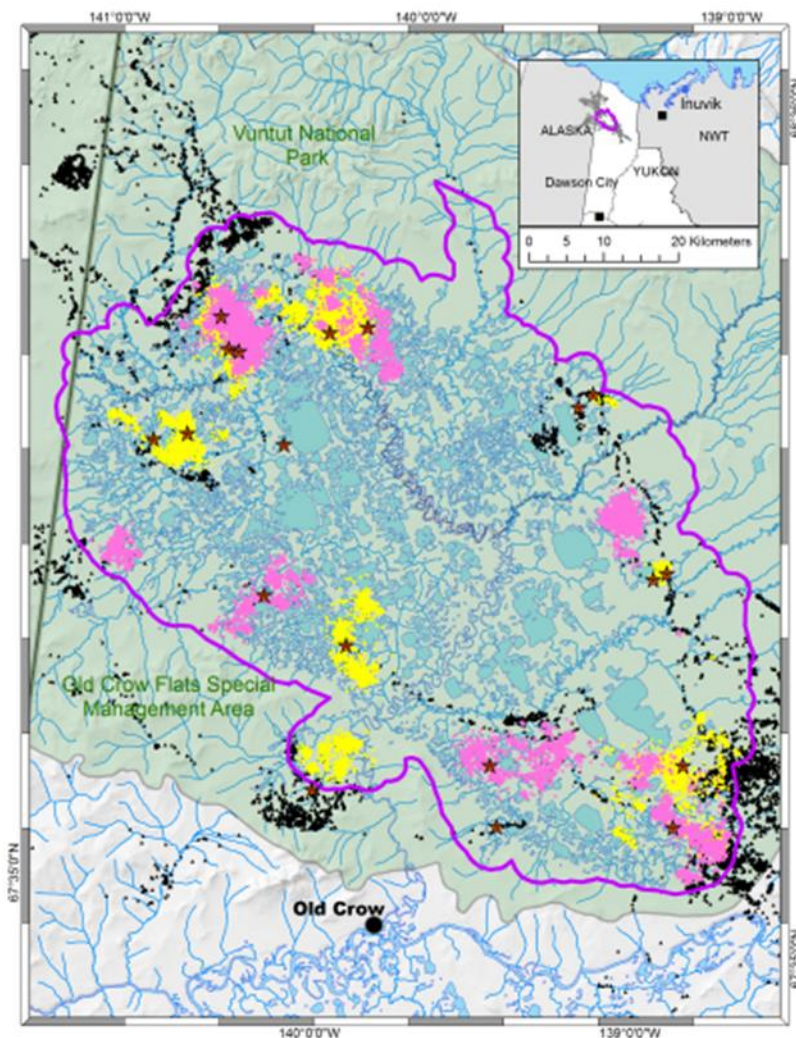 141°0'0"W
140°0'0"W
139°0'0"W
Vuntut National
Park
Inuvik
ALASKA
NWT
YUKON
Dawson City
0 5 10 20 Kilometers
Old Crow Flats Special
Management Area
67°35'0"N
Old Crow
140°0'0"W
139°0'0"W